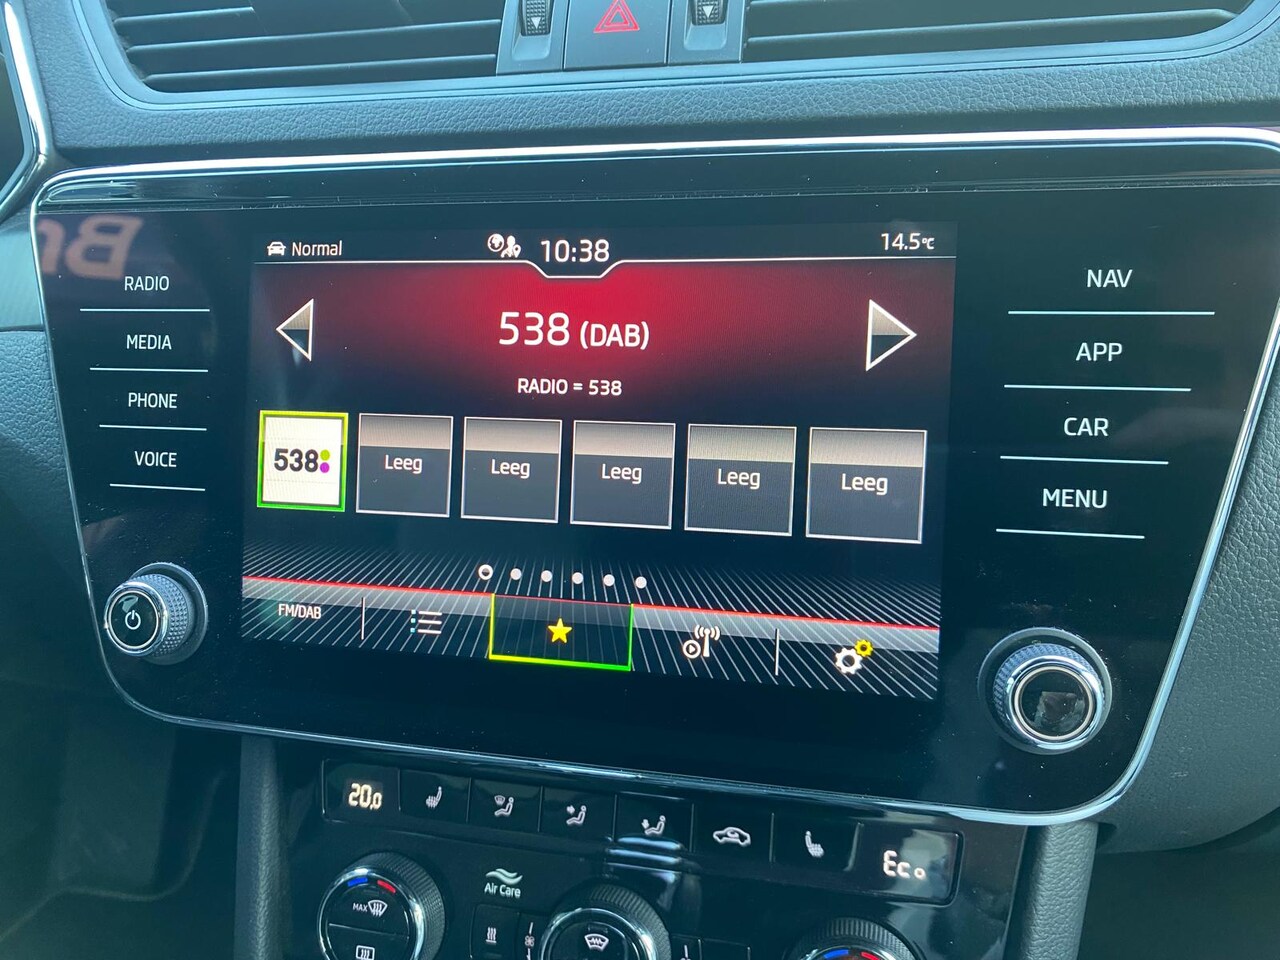 Normal
10:38
14.5°C
RADIO
MEDIA
PHONE
VOICE
538 (DAB)
RADIO = 538
538
Leeg
Leeg
Leeg
Leeg
Leeg
FM/DAB
NAV
APP
CAR
MENU
20.0
Eco
Air Care
MAX